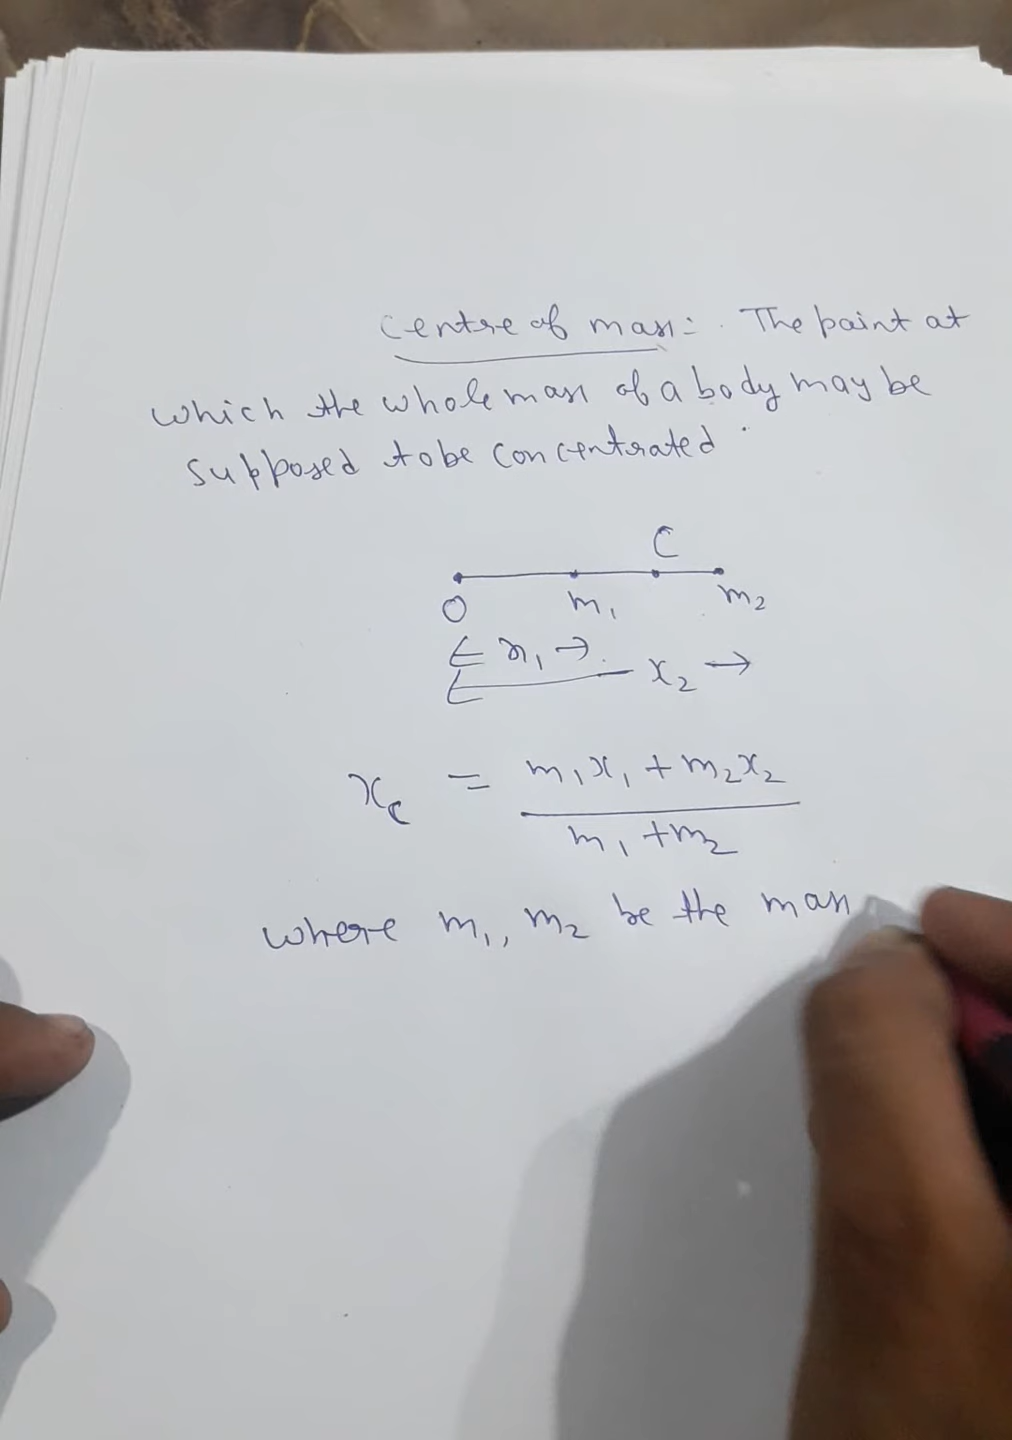 Centre of mass:- The point at
which the whole mass of a body may be
supposed to be concentrated.
C
O m₁ m₂
← x₁ →
← x₂ →
x_c = m₁x₁ + m₂x₂
m₁ + m₂
where m₁, m₂ be the mass